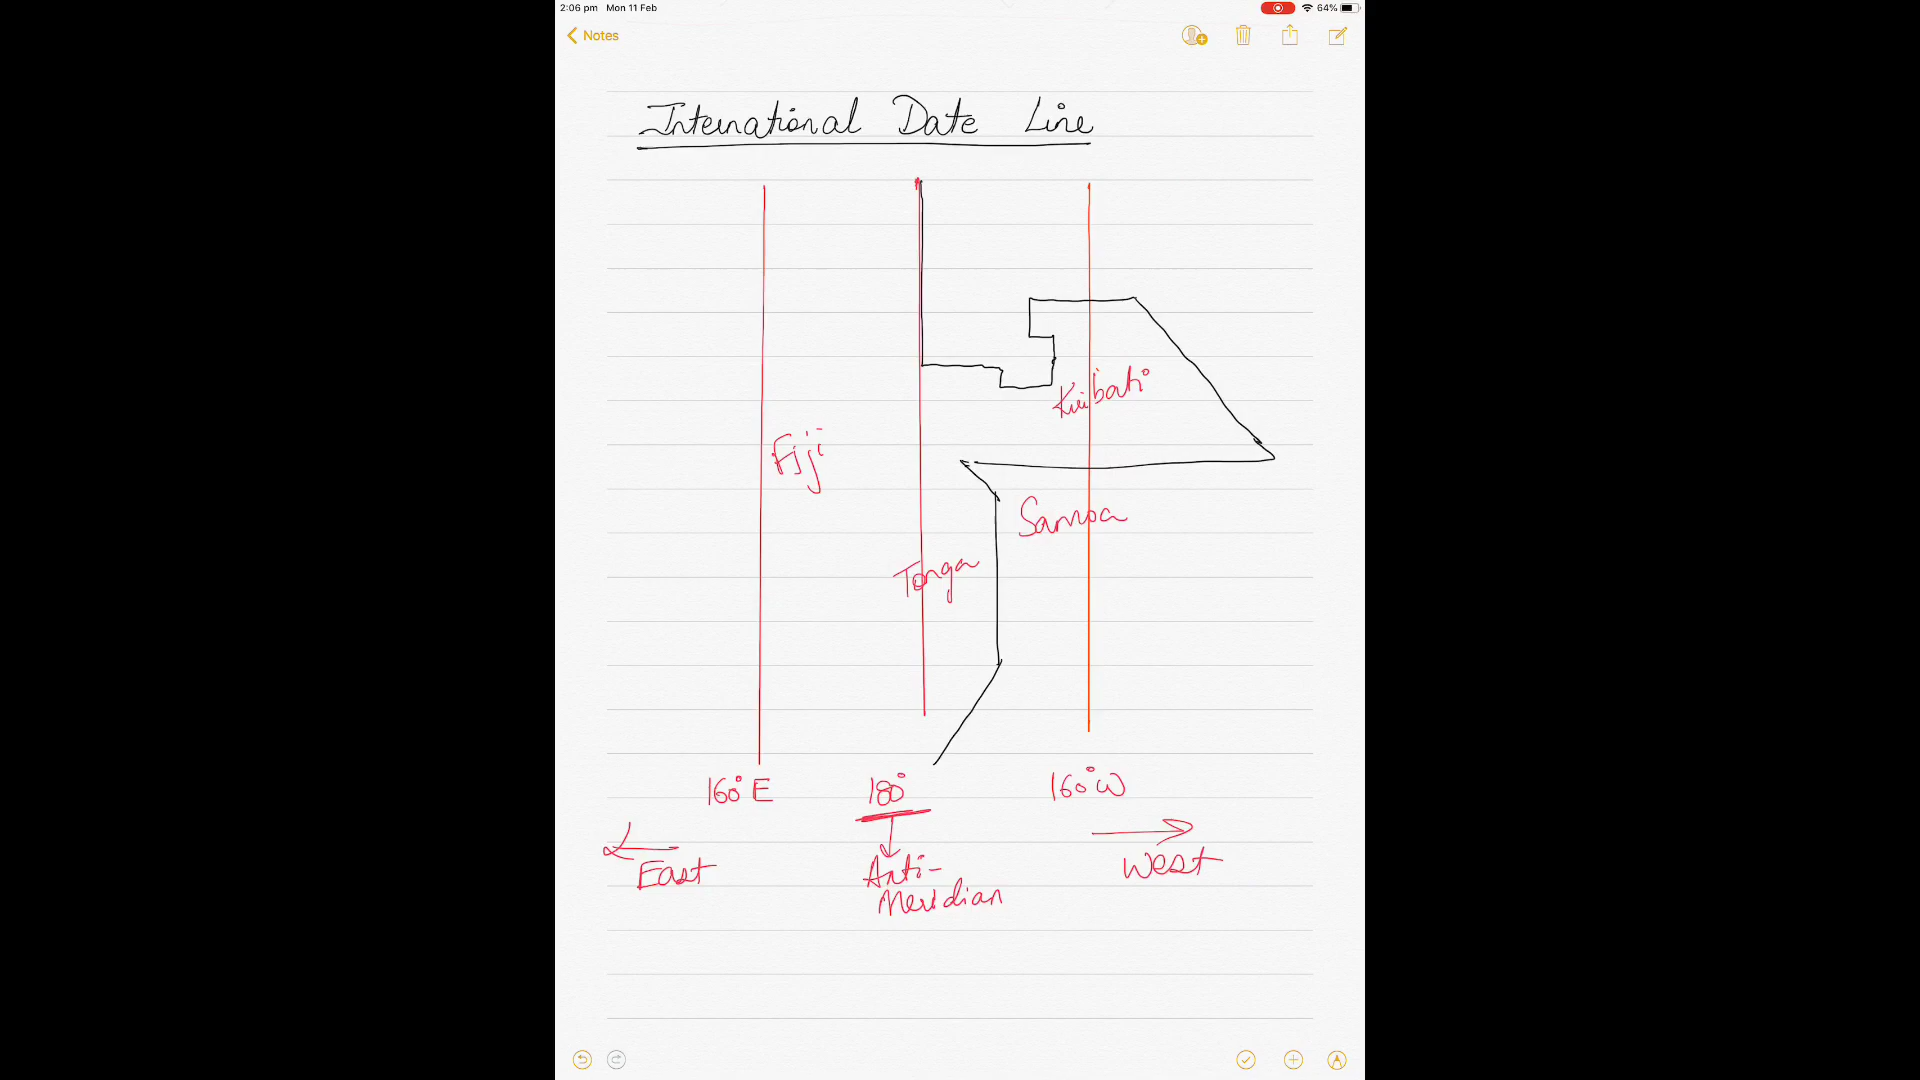 2:06 pm Mon 11 Feb
64%
Notes
International Date Line
Kiribati
Fiji
Samoa
Tonga
160° E
180°
160° W
East
Anti-
Meridian
West